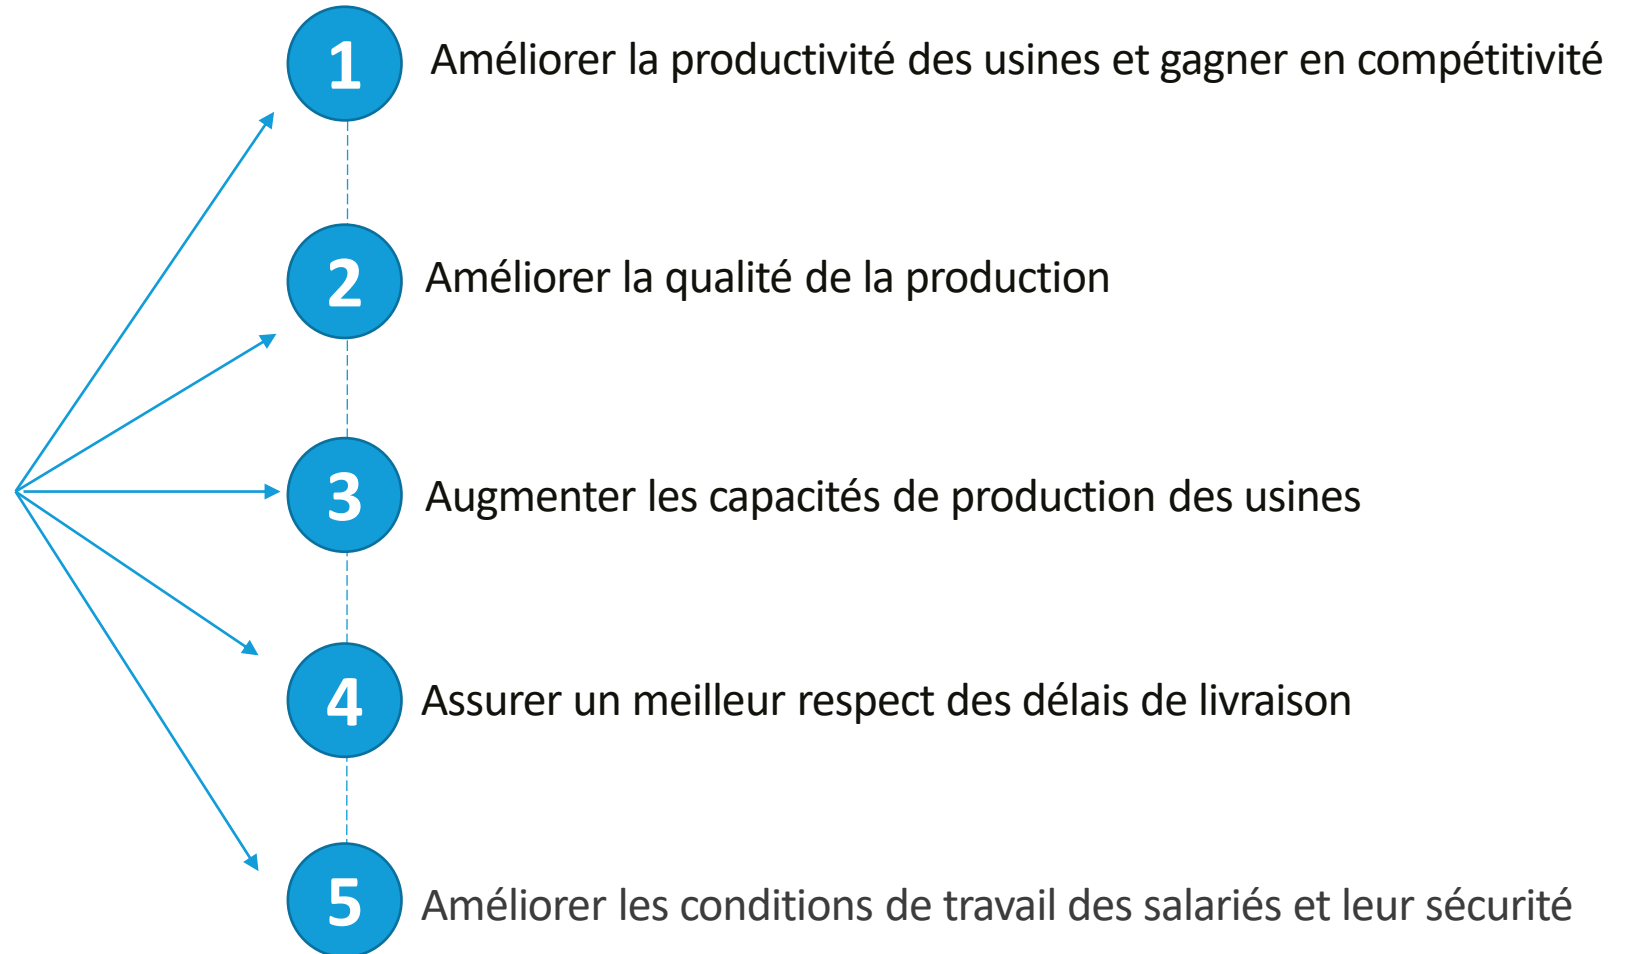 1 Améliorer la productivité des usines et gagner en compétitivité
2 Améliorer la qualité de la production
3 Augmenter les capacités de production des usines
4 Assurer un meilleur respect des délais de livraison
5 Améliorer les conditions de travail des salariés et leur sécurité